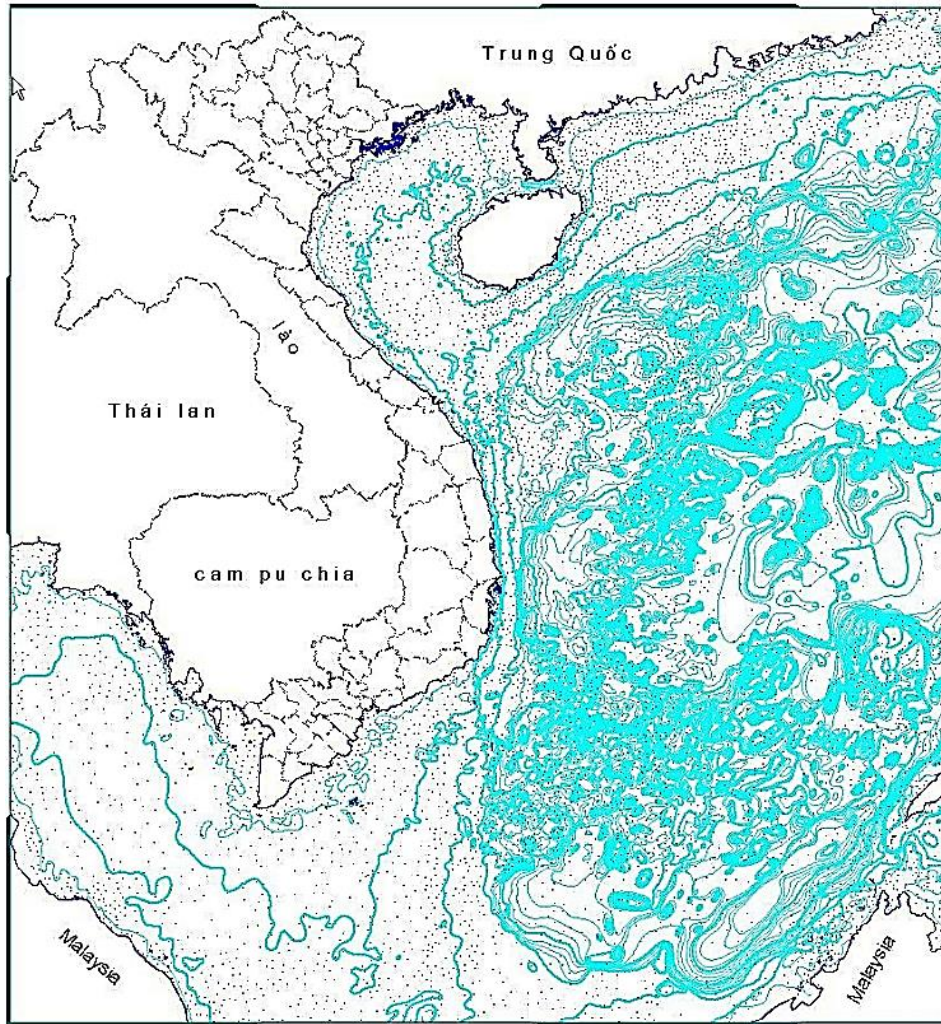 Trung Quốc
lào
Thái lan
cam pu chia
Malaysia
Malaysia